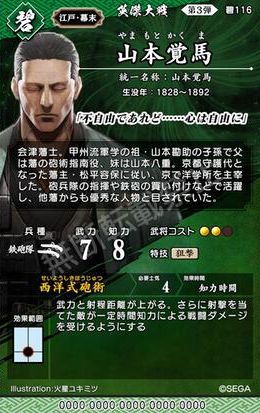 碧
江戸・幕末
英傑大戦
第3弾
碧116
やまもとかくま
山本覚馬
統一名称：山本覚馬
生没年：1828〜1892
「不自由であれど……心は自由に」
会津藩士。甲州流軍学の祖・山本勘助の子孫で父
は藩の砲術指南役、妹は山本八重。京都守護代と
なった藩主・松平容保に従い、京で洋学所を主宰
した。砲兵隊の指揮や鉄砲の買い付けなどで活躍
し、他藩からも優秀な人物と目されていた。
兵種
武力
知力
武将コスト
鉄砲隊
7
8
特技
狙撃
せいようしきほうじゅつ
西洋式砲術
必要士気
4
効果時間
知力時間
効果範囲
武力と射程距離が上がる。さらに射撃を当
てた敵が一定時間知力による戦闘ダメージ
を受けるようにする
Illustration：火星ユキミツ
©SEGA
0000-0000-0000-0000-0000